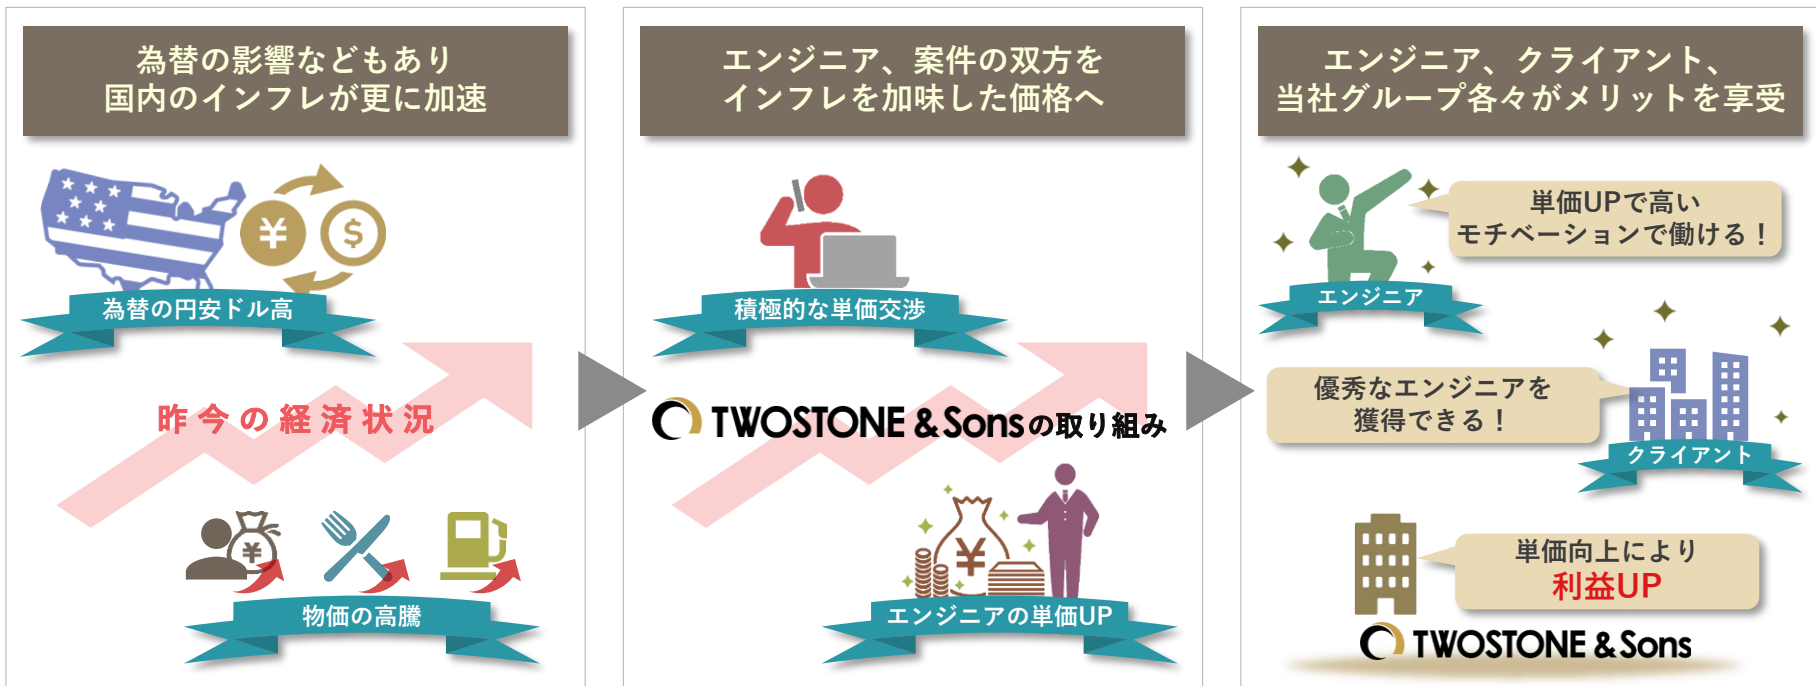 為替の影響などもあり
国内のインフレが更に加速
¥
$
為替の円安ドル高
昨今の経済状況
¥
物価の高騰
エンジニア、案件の双方を
インフレを加味した価格へ
積極的な単価交渉
TWOSTONE & Sonsの取り組み
¥
エンジニアの単価UP
エンジニア、クライアント、
当社グループ各々がメリットを享受
単価UPで高い
モチベーションで働ける！
エンジニア
優秀なエンジニアを
獲得できる！
クライアント
単価向上により
利益UP
TWOSTONE & Sons